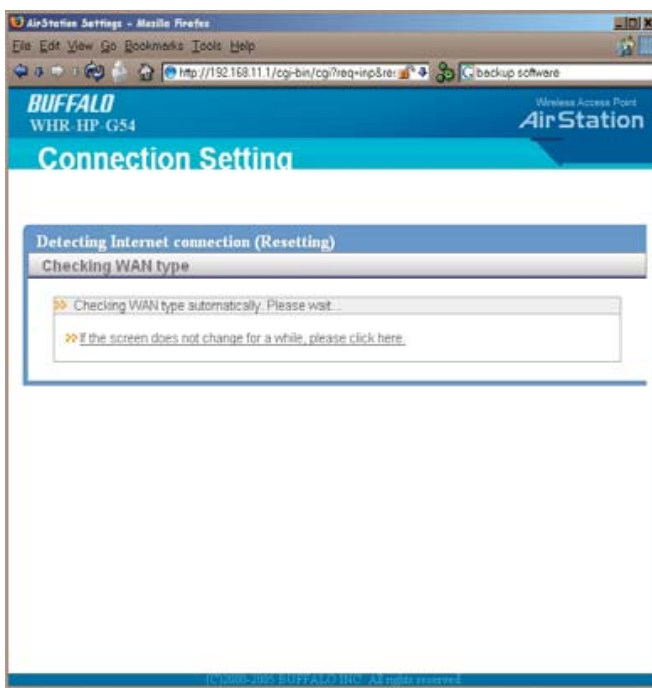 AirStation Settings - Mozilla Firefox
File Edit View Go Bookmarks Tools Help
http://192.168.11.1/cgi-bin/cgi?req=inp&res
backup software
BUFFALO
WHR-HP-G54
Wireless Access Point
AirStation
Connection Setting
Detecting Internet connection (Resetting)
Checking WAN type
Checking WAN type automatically. Please wait...
If the screen does not change for a while, please click here.
(C)2000-2005 BUFFALO INC. All rights reserved.